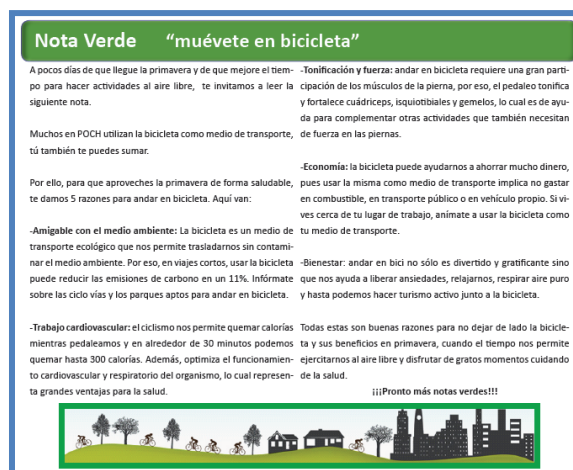 Nota Verde “muévete en bicicleta”
A pocos días de que llegue la primavera y de que mejore el tiem-
po para hacer actividades al aire libre, te invitamos a leer la
siguiente nota.
Muchos en POCH utilizan la bicicleta como medio de transporte,
tú también te puedes sumar.
Por ello, para que aproveches la primavera de forma saludable,
te damos 5 razones para andar en bicicleta. Aquí van:
-Amigable con el medio ambiente: La bicicleta es un medio de
transporte ecológico que nos permite trasladarnos sin contami-
nar el medio ambiente. Por eso, en viajes cortos, usar la bicicleta
puede reducir las emisiones de carbono en un 11%. Infórmate
sobre las ciclo vías y los parques aptos para andar en bicicleta.
-Trabajo cardiovascular: el ciclismo nos permite quemar calorías
mientras pedaleamos y en alrededor de 30 minutos podemos
quemar hasta 300 calorías. Además, optimiza el funcionamien-
to cardiovascular y respiratorio del organismo, lo cual represen-
ta grandes ventajas para la salud.
-Tonificación y fuerza: andar en bicicleta requiere una gran parti-
cipación de los músculos de la pierna, por eso, el pedaleo tonifica
y fortalece cuádriceps, isquiotibiales y gemelos, lo cual es de ayu-
da para complementar otras actividades que también necesitan
de fuerza en las piernas.
-Economía: la bicicleta puede ayudarnos a ahorrar mucho dinero,
pues usar la misma como medio de transporte implica no gastar
en combustible, en transporte público o en vehículo propio. Si vi-
ves cerca de tu lugar de trabajo, anímate a usar la bicicleta como
tu medio de transporte.
-Bienestar: andar en bici no sólo es divertido y gratificante sino
que nos ayuda a liberar ansiedades, relajarnos, respirar aire puro
y hasta podemos hacer turismo activo junto a la bicicleta.
Todas estas son buenas razones para no dejar de lado la bicicle-
ta y sus beneficios en primavera, cuando el tiempo nos permite
ejercitarnos al aire libre y disfrutar de gratos momentos cuidando
de la salud.
¡¡¡Pronto más notas verdes!!!